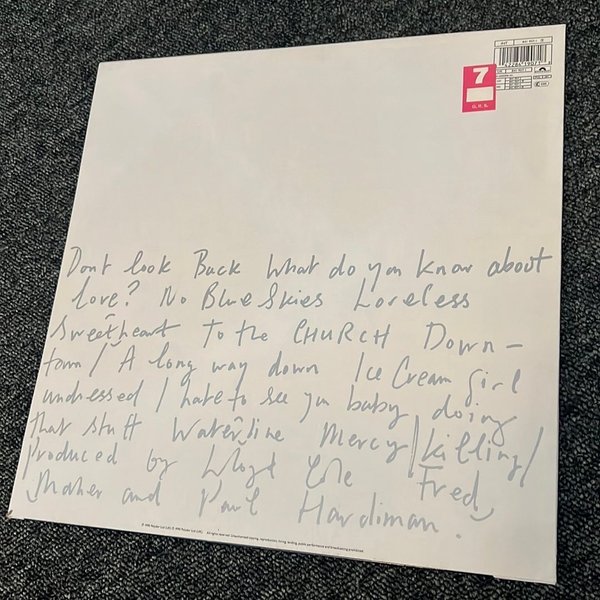 7
G.P.S.
Dont look Back What do you know about
love? No Blue Skies Loveless
Sweetheart To the CHURCH Down-
town/ A long way down Ice Cream Girl
undressed / hate to see you baby doing
that stuff Waterline Mercy/killing/
Produced by Lloyd Cole Fred
Maher and Paul Hardiman.